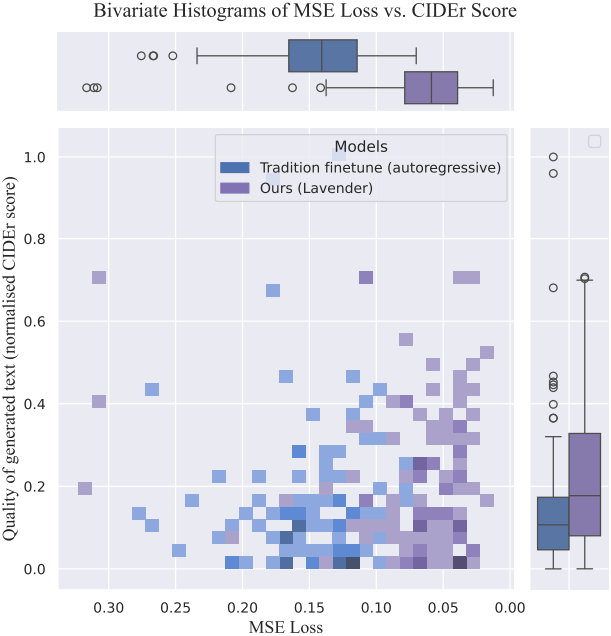 Bivariate Histograms of MSE Loss vs. CIDEr Score
Models
Tradition finetune (autoregressive)
Ours (Lavender)
Quality of generated text (normalised CIDEr score)
1.0
0.8
0.6
0.4
0.2
0.0
0.30 0.25 0.20 0.15 0.10 0.05 0.00
MSE Loss